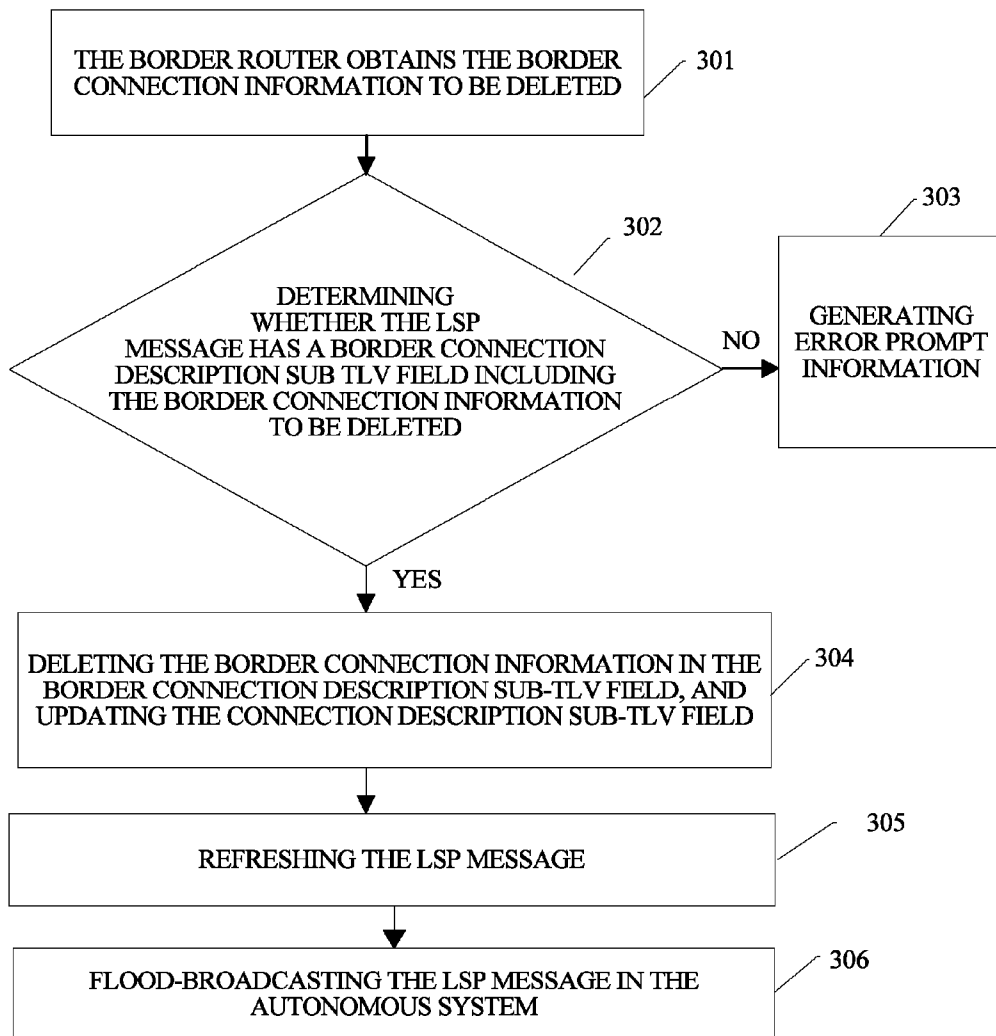 THE BORDER ROUTER OBTAINS THE BORDER
CONNECTION INFORMATION TO BE DELETED
301
302
303
DETERMINING
WHETHER THE LSP
MESSAGE HAS A BORDER CONNECTION
DESCRIPTION SUB TLV FIELD INCLUDING
THE BORDER CONNECTION INFORMATION
TO BE DELETED
NO
GENERATING
ERROR PROMPT
INFORMATION
YES
DELETING THE BORDER CONNECTION INFORMATION IN THE
BORDER CONNECTION DESCRIPTION SUB-TLV FIELD, AND
UPDATING THE CONNECTION DESCRIPTION SUB-TLV FIELD
304
REFRESHING THE LSP MESSAGE
305
FLOOD-BROADCASTING THE LSP MESSAGE IN THE
AUTONOMOUS SYSTEM
306